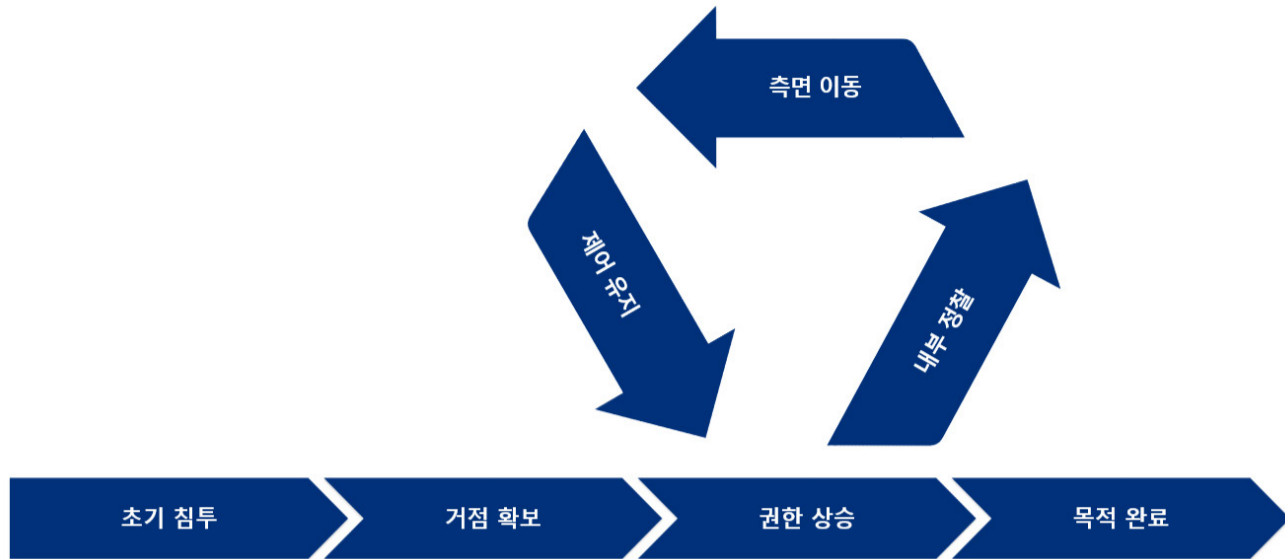 측면 이동
제어 유지
내부 정찰
초기 침투
거점 확보
권한 상승
목적 완료